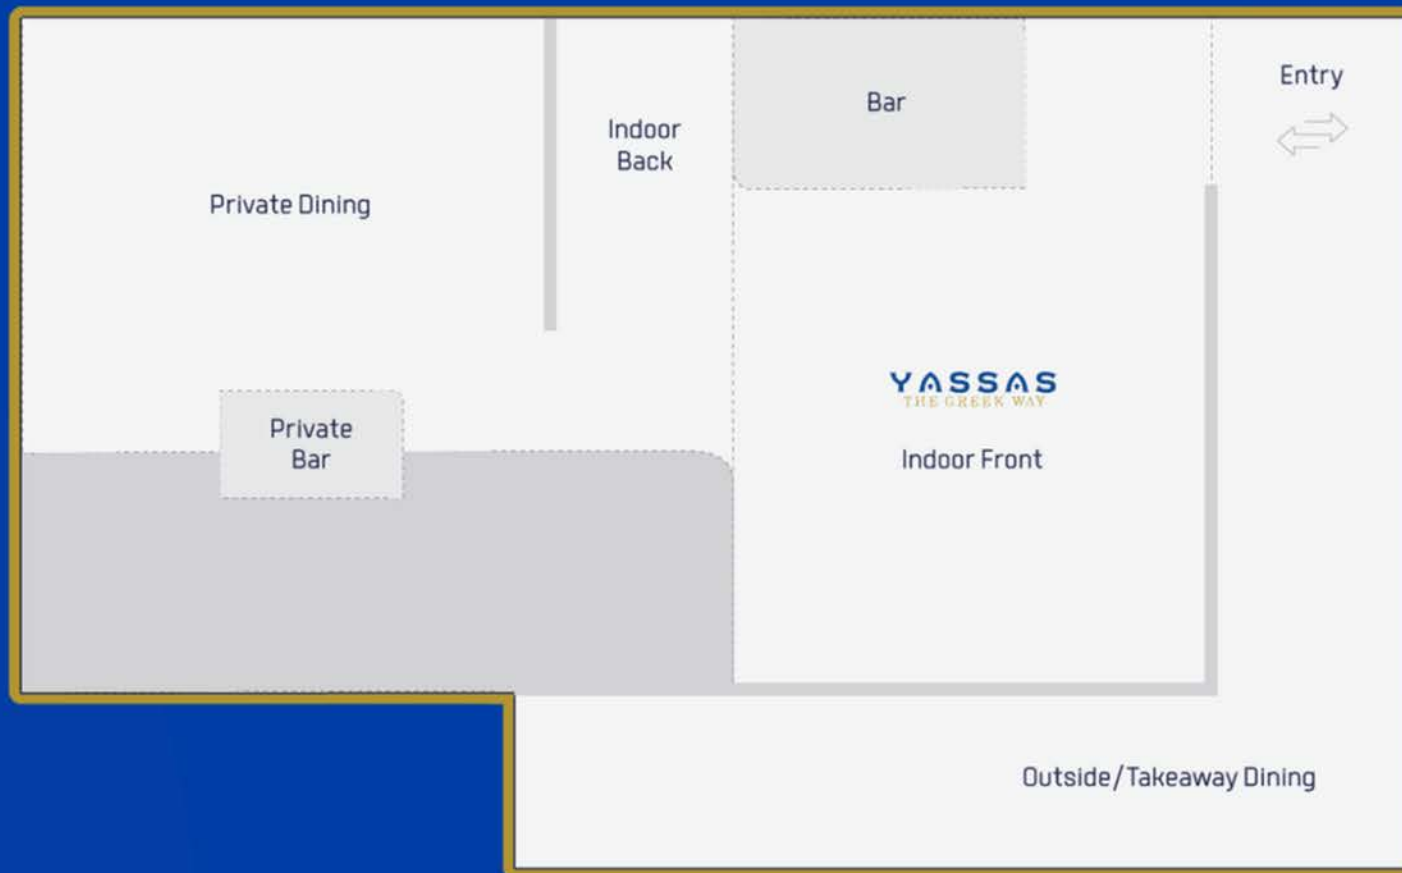 Entry
Bar
Indoor
Back
Private Dining
YASSAS
THE GREEK WAY
Private
Bar
Indoor Front
Outside/Takeaway Dining